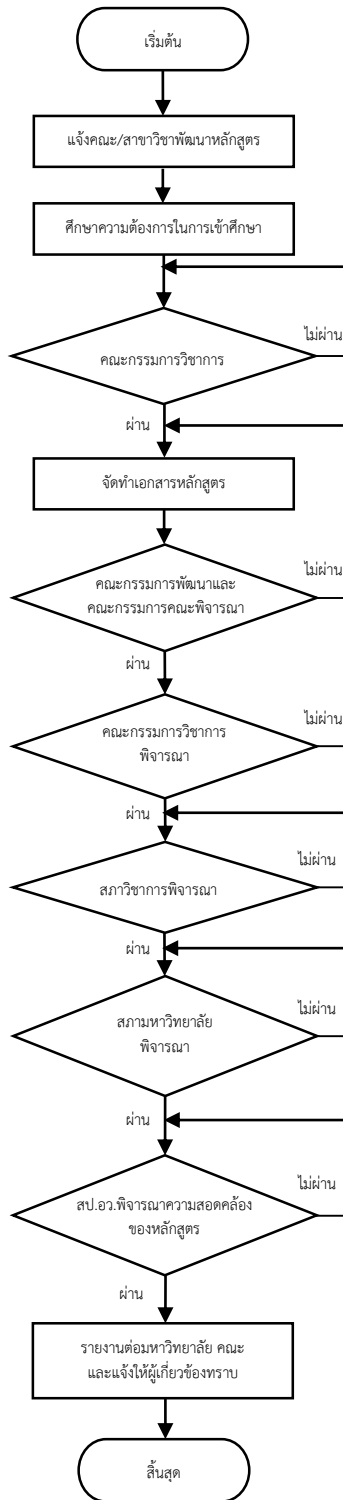 เริ่มต้น
แจ้งคณะ/สาขาวิชาพัฒนาหลักสูตร
ศึกษาความต้องการในการเข้าศึกษา
ไม่ผ่าน
คณะกรรมการวิชาการ
ผ่าน
จัดทำเอกสารหลักสูตร
ไม่ผ่าน
คณะกรรมการพัฒนาและ
คณะกรรมการคณะพิจารณา
ผ่าน
ไม่ผ่าน
คณะกรรมการวิชาการ
พิจารณา
ผ่าน
ไม่ผ่าน
สภาวิชาการพิจารณา
ผ่าน
ไม่ผ่าน
สภามหาวิทยาลัย
พิจารณา
ผ่าน
ไม่ผ่าน
สป.อว.พิจารณาความสอดคล้อง
ของหลักสูตร
ผ่าน
รายงานต่อมหาวิทยาลัย คณะ
และแจ้งให้ผู้เกี่ยวข้องทราบ
สิ้นสุด